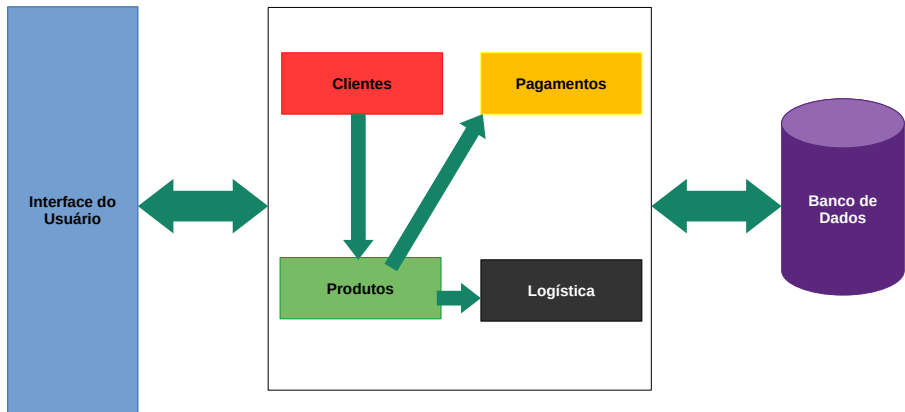 Clientes
Pagamentos
Interface do
Usuário
Banco de
Dados
Produtos
Logística